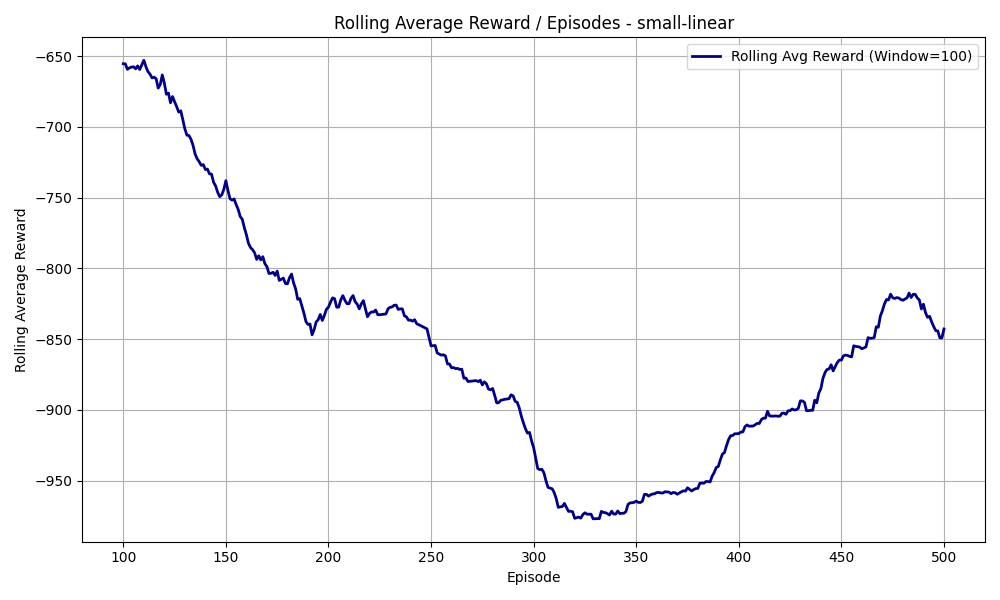 Rolling Average Reward / Episodes - small-linear
Rolling Avg Reward (Window=100)
Rolling Average Reward
−650
−700
−750
−800
−850
−900
−950
100 150 200 250 300 350 400 450 500
Episode